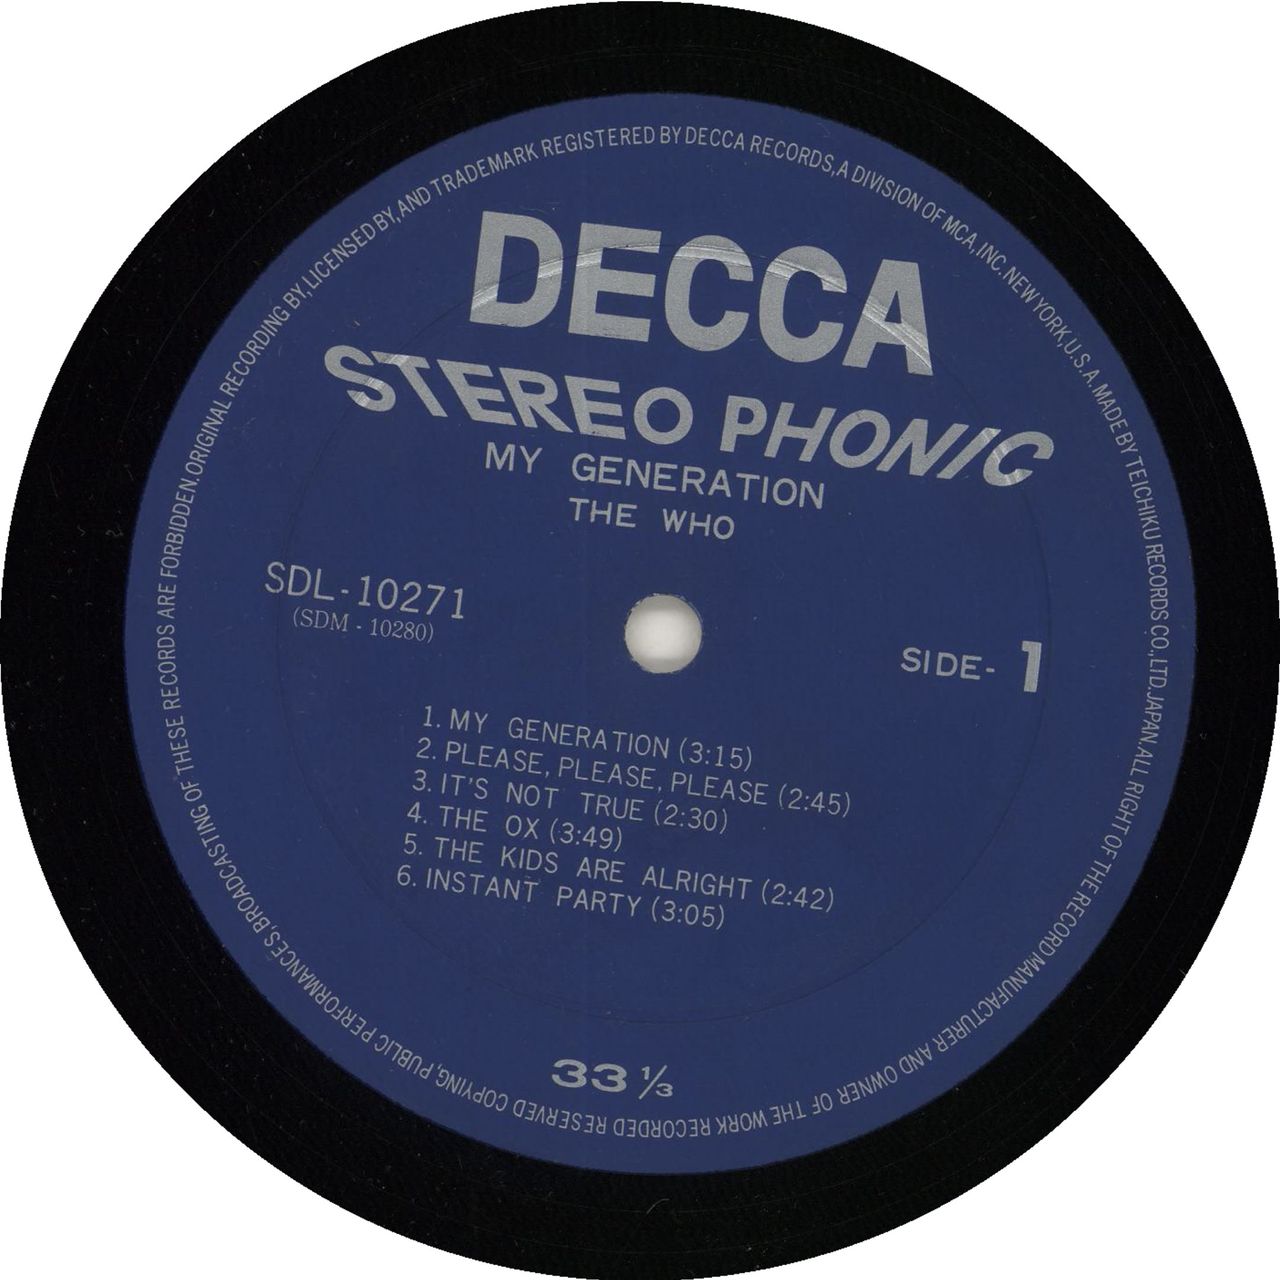 DECCA
STEREO PHONIC
MY GENERATION
THE WHO
SDL-10271
(SDM-10280)
SIDE-1
1. MY GENERATION (3:15)
2. PLEASE, PLEASE, PLEASE (2:45)
3. IT'S NOT TRUE (2:30)
4. THE OX (3:49)
5. THE KIDS ARE ALRIGHT (2:42)
6. INSTANT PARTY (3:05)
33 1/3
ORIGINAL RECORDING BY, LICENSED BY, AND TRADEMARK REGISTERED BY DECCA RECORDS, A DIVISION OF MCA, INC. NEW YORK U.S.A. MADE BY TEICHIKU RECORDS CO., LTD. JAPAN. ALL RIGHT OF THE RECORD MANUFACTURER AND OWNER OF THE WORK RECORDED RESERVED COPYING, PUBLIC PERFORMANCES, BROADCASTING OF THESE RECORDS ARE FORBIDDEN.